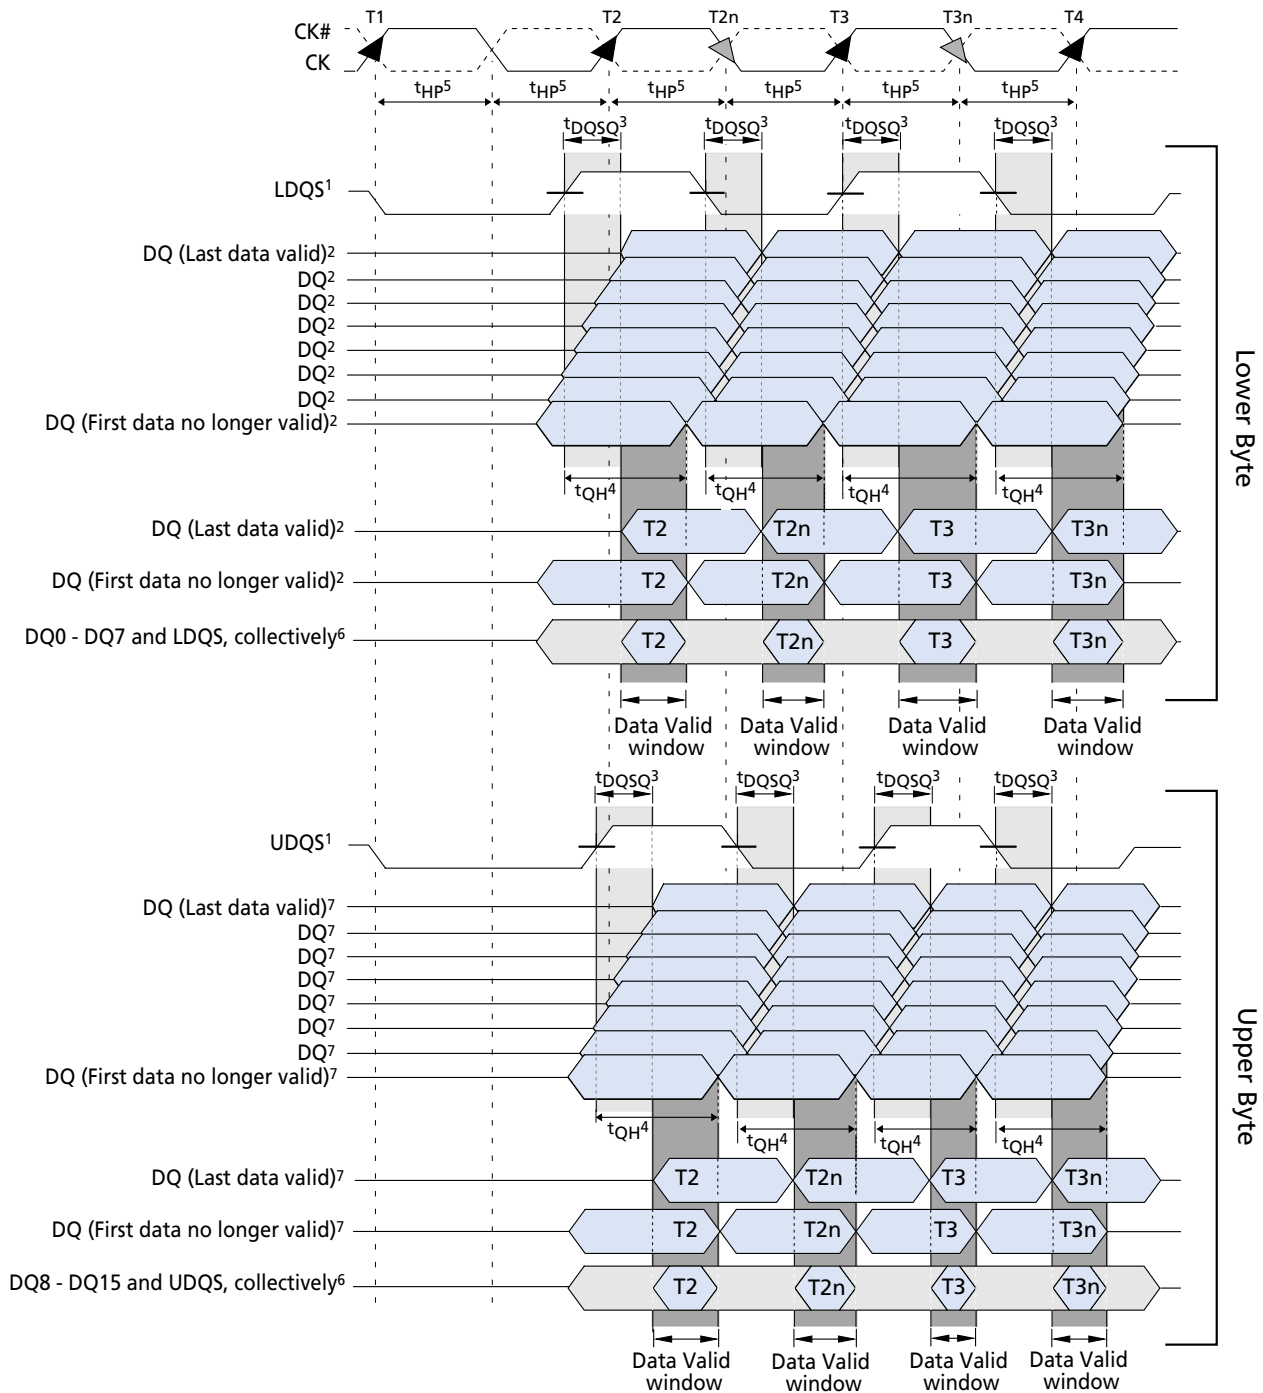 T1 T2 T2n T3 T3n T4
CK#
CK
tHP5 tHP5 tHP5 tHP5 tHP5 tHP5
tDQSQ3 tDQSQ3 tDQSQ3 tDQSQ3
LDQS1
DQ (Last data valid)2
DQ2
DQ2
DQ2
DQ2
DQ2
DQ2
DQ (First data no longer valid)2
tQH4 tQH4 tQH4 tQH4
DQ (Last data valid)2 T2 T2n T3 T3n
DQ (First data no longer valid)2 T2 T2n T3 T3n
DQ0 - DQ7 and LDQS, collectively6 T2 T2n T3 T3n
Data Valid window Data Valid window Data Valid window Data Valid window
Lower Byte
tDQSQ3 tDQSQ3 tDQSQ3 tDQSQ3
UDQS1
DQ (Last data valid)7
DQ7
DQ7
DQ7
DQ7
DQ7
DQ7
DQ (First data no longer valid)7
tQH4 tQH4 tQH4 tQH4
DQ (Last data valid)7 T2 T2n T3 T3n
DQ (First data no longer valid)7 T2 T2n T3 T3n
DQ8 - DQ15 and UDQS, collectively6 T2 T2n T3 T3n
Data Valid window Data Valid window Data Valid window Data Valid window
Upper Byte